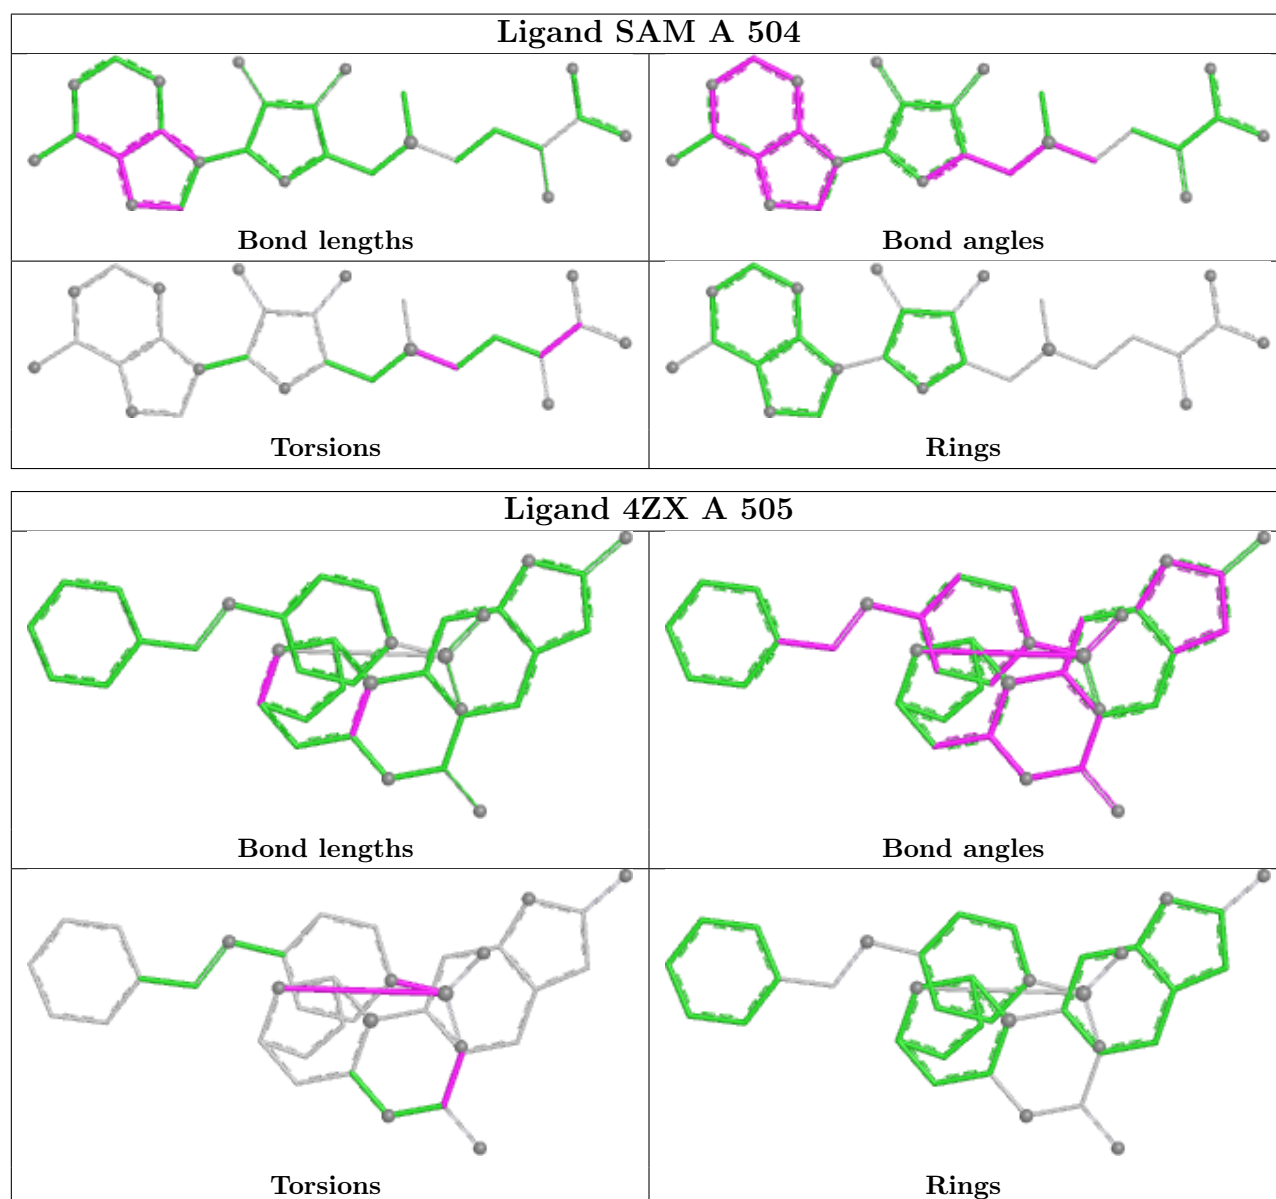 Ligand SAM A 504
Bond lengths
Bond angles
Torsions
Rings
Ligand 4ZX A 505
Bond lengths
Bond angles
Torsions
Rings